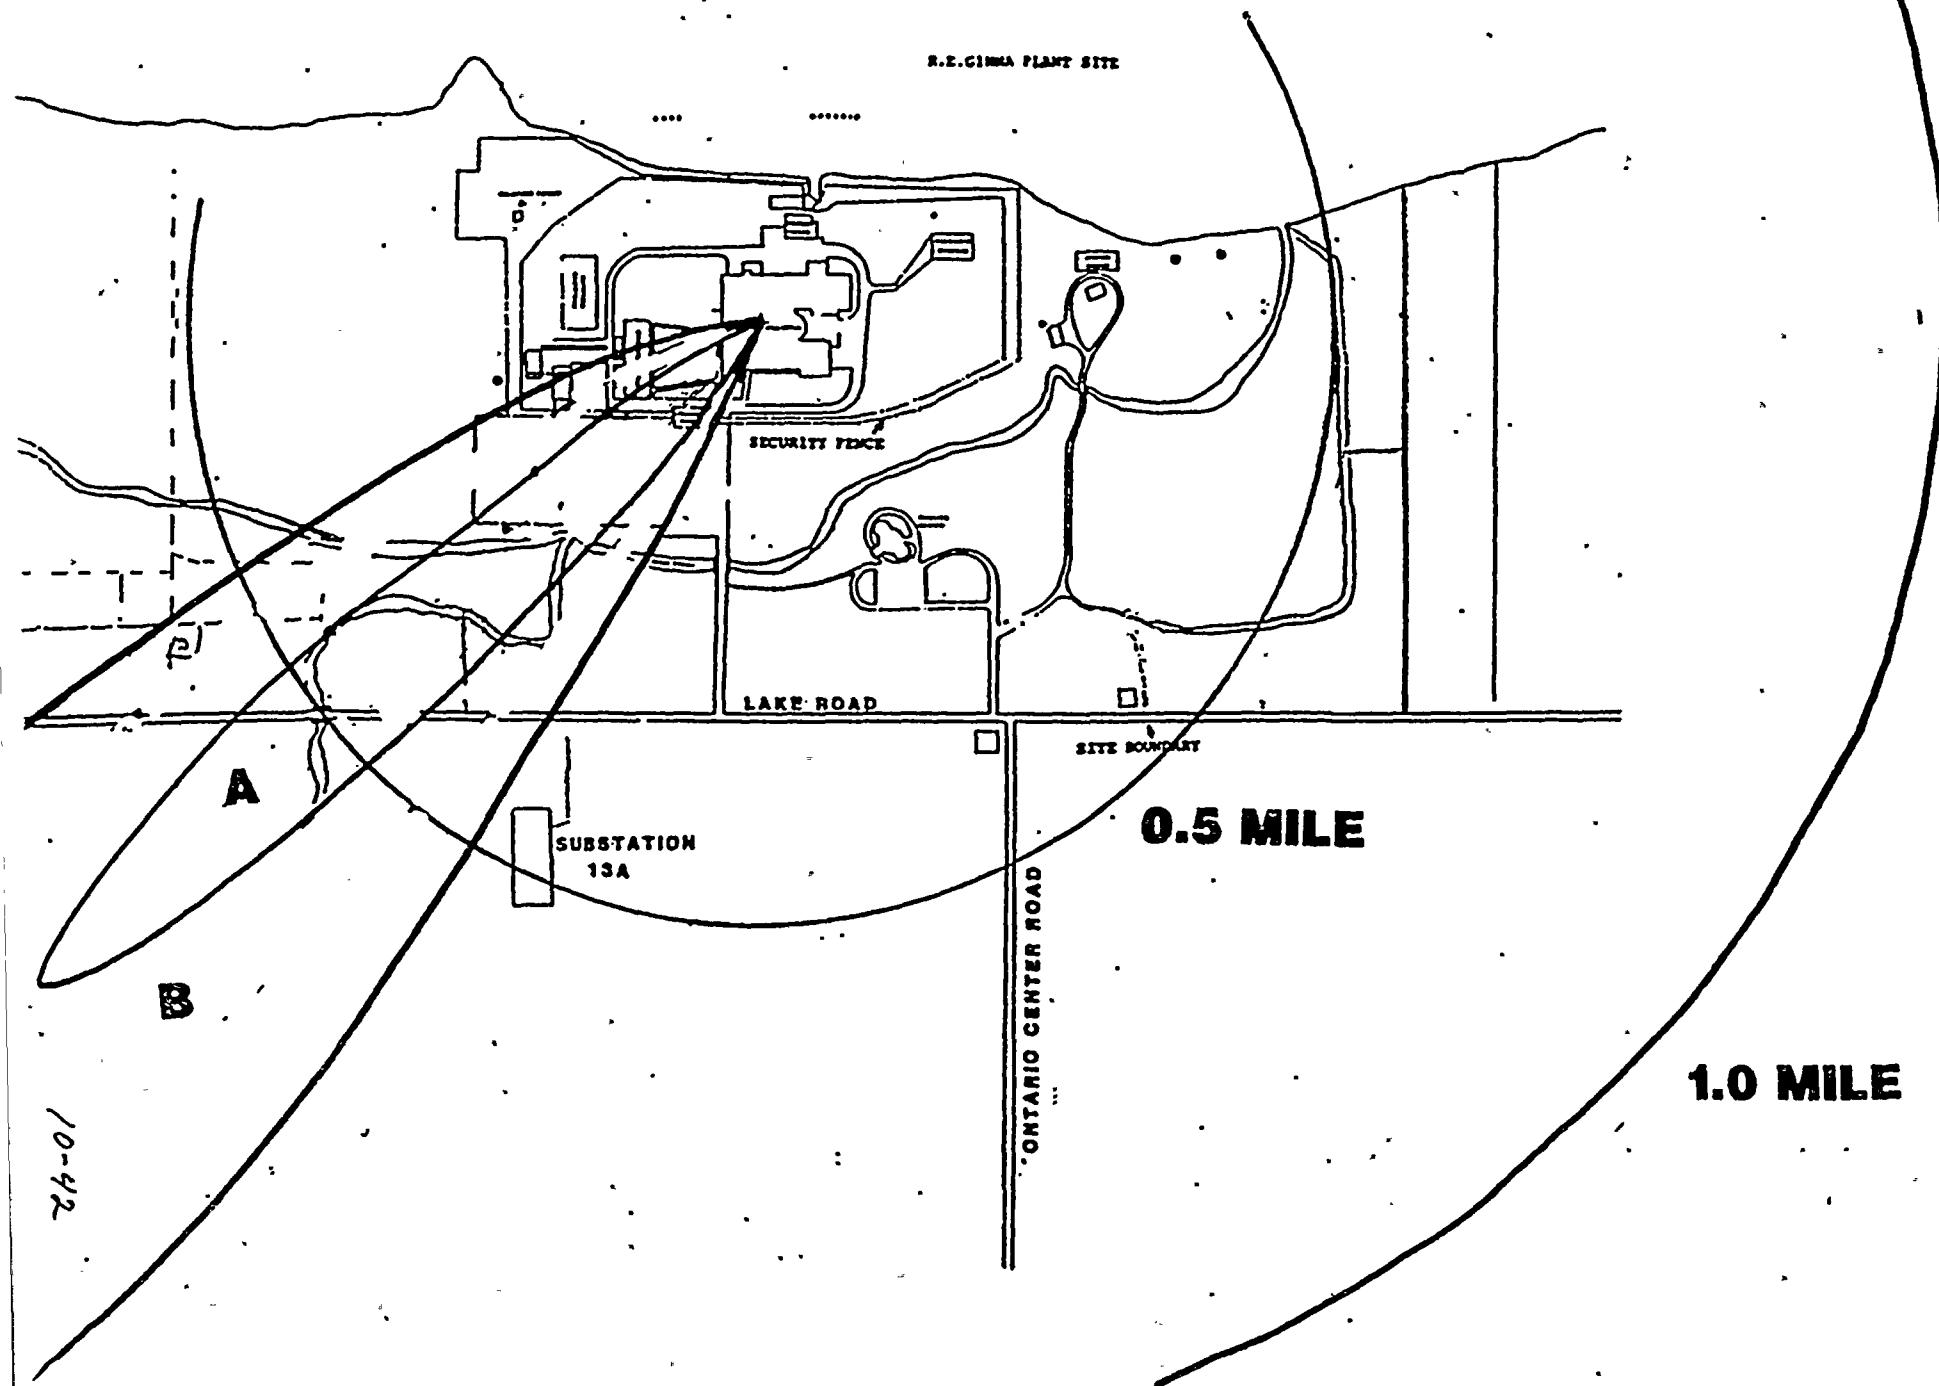 R.E.GINNA PLANT SITE
SECURITY FENCE
LAKE ROAD
SITE BOUNDARY
A
0.5 MILE
SUBSTATION
13A
ONTARIO CENTER ROAD
B
1.0 MILE
10-42